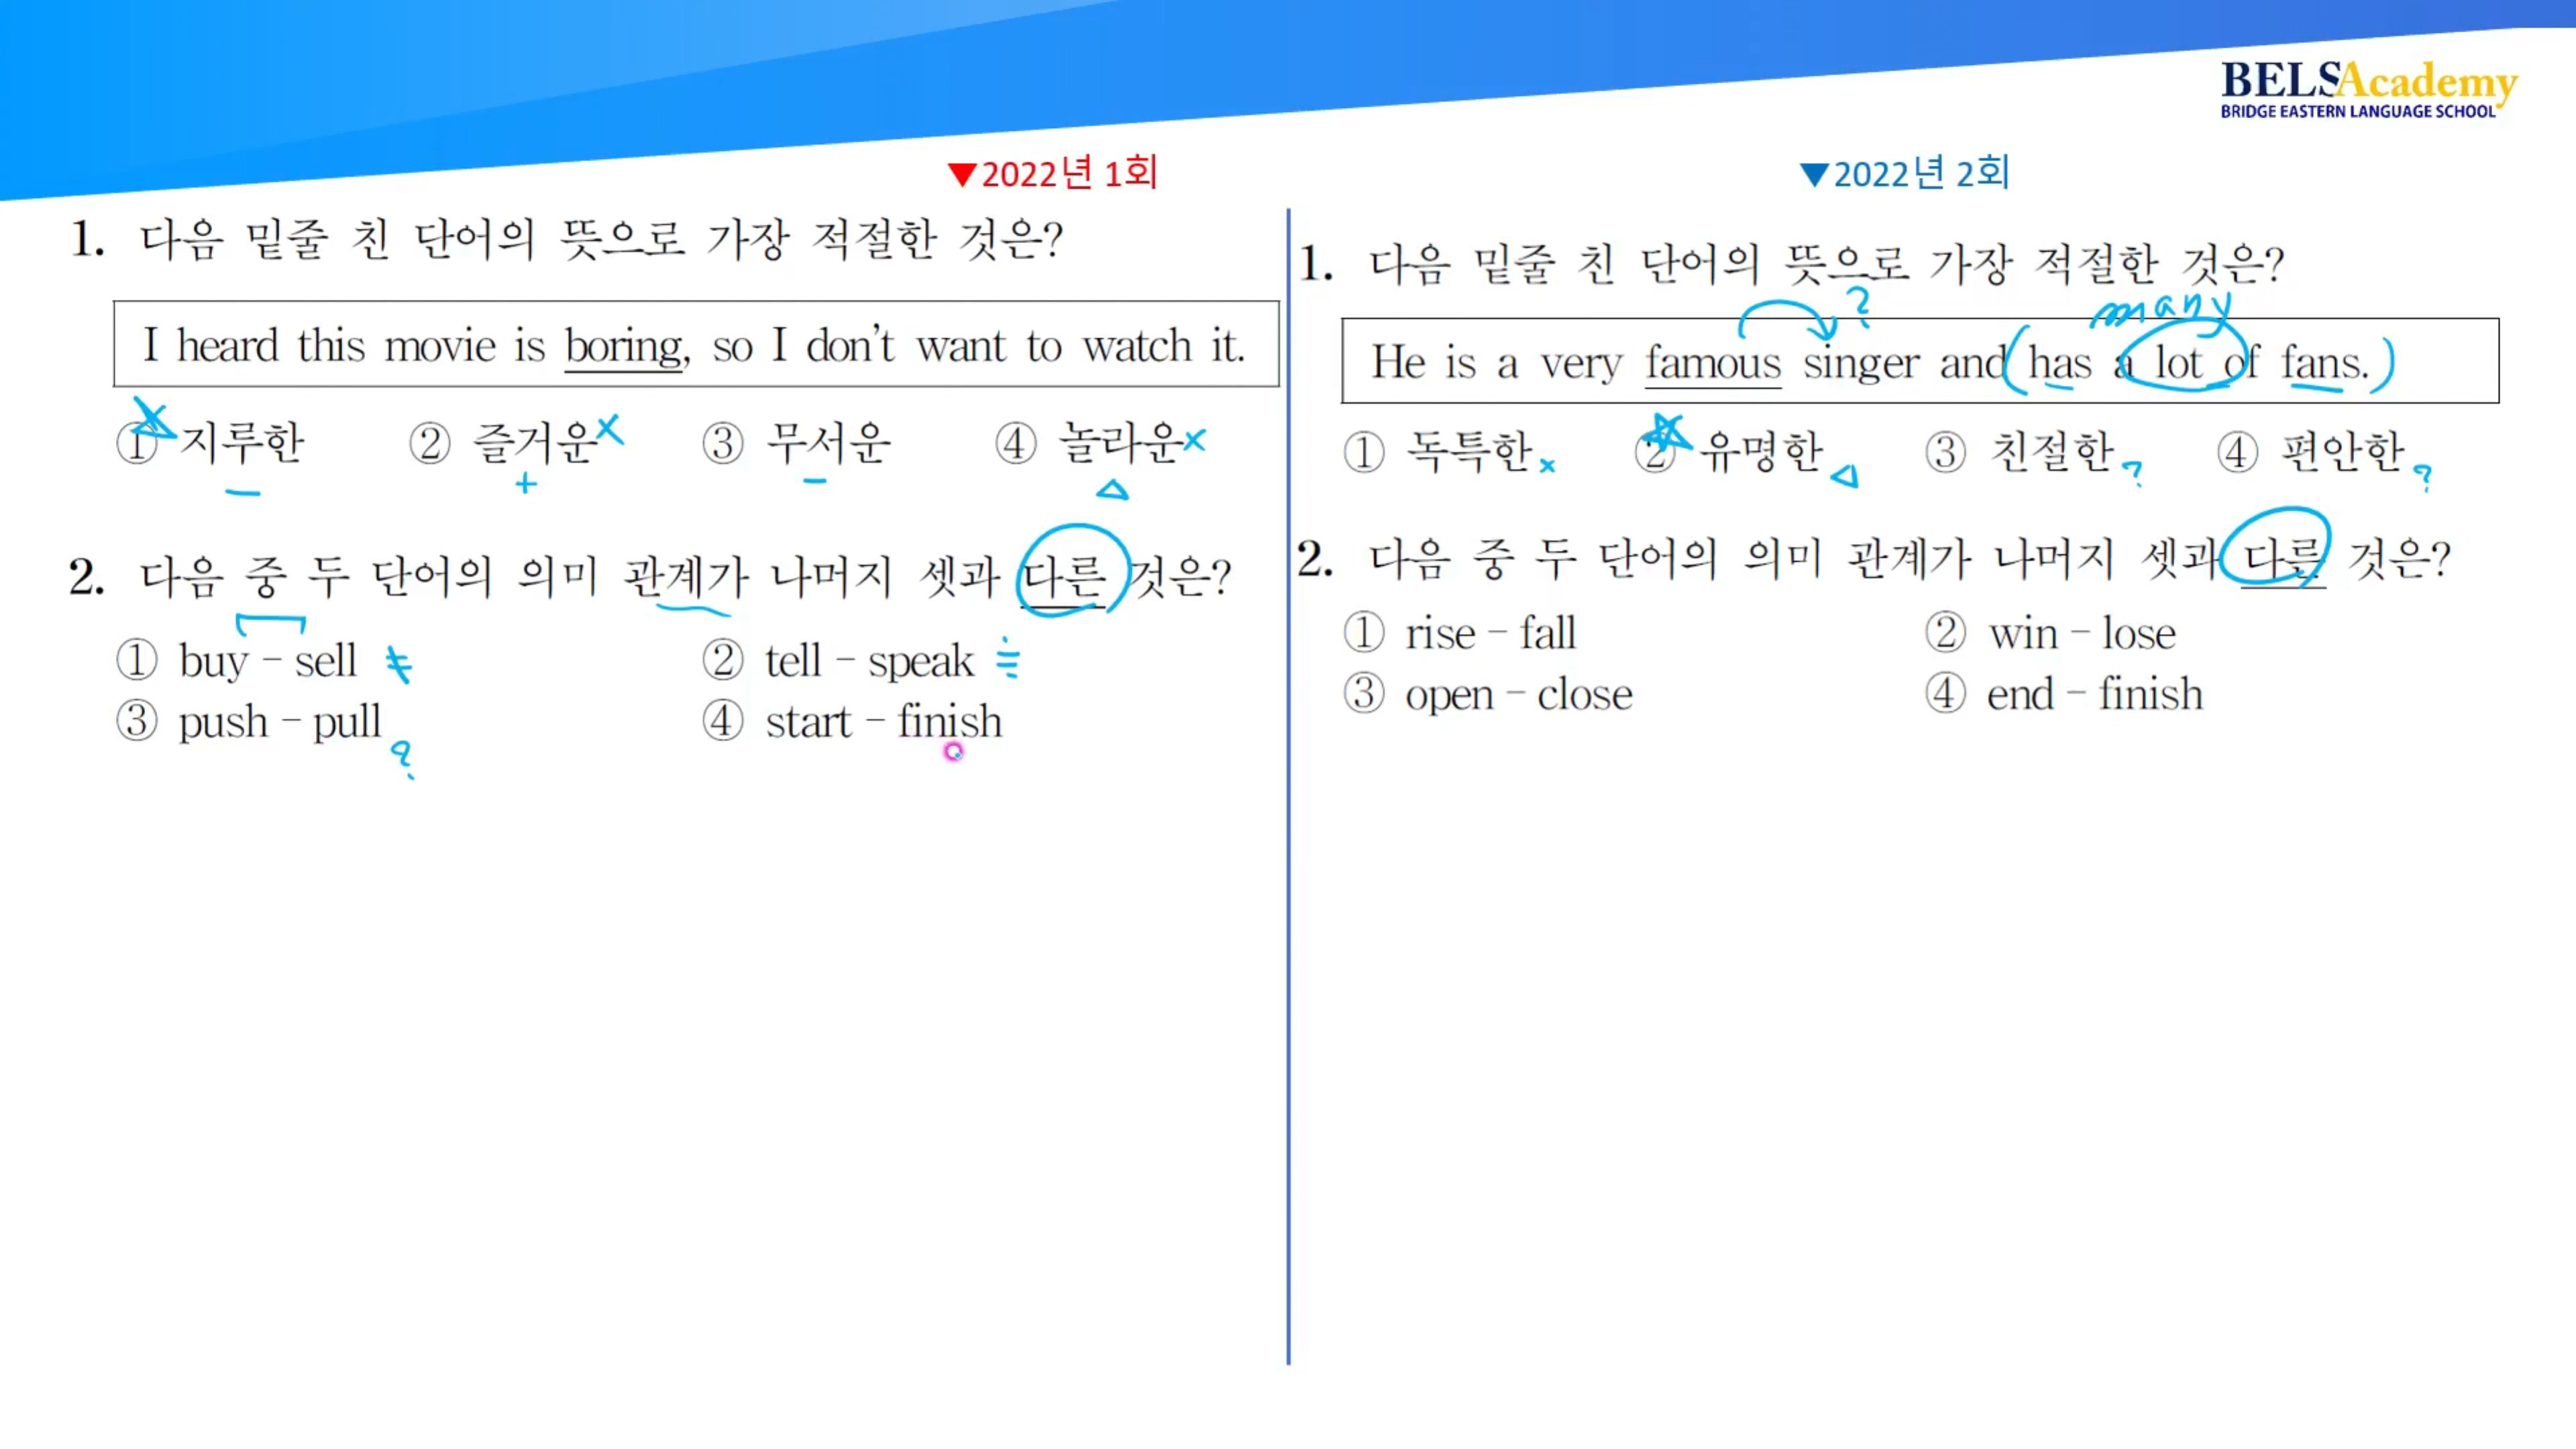 BELSAcademy
BRIDGE EASTERN LANGUAGE SCHOOL
▼2022년 1회
1. 다음 밑줄 친 단어의 뜻으로 가장 적절한 것은?
I heard this movie is boring, so I don't want to watch it.
① 지루한 ② 즐거운 × ③ 무서운 ④ 놀라운 ×
− + − △
2. 다음 중 두 단어의 의미 관계가 나머지 셋과 다른 것은?
① buy - sell ≠ ② tell - speak ≒
③ push - pull ④ start - finish
?
▼2022년 2회
1. 다음 밑줄 친 단어의 뜻으로 가장 적절한 것은?
? many
He is a very famous singer and (has a lot of fans.)
① 독특한 × ② 유명한 △ ③ 친절한 ? ④ 편안한 ?
2. 다음 중 두 단어의 의미 관계가 나머지 셋과 다른 것은?
① rise - fall ② win - lose
③ open - close ④ end - finish